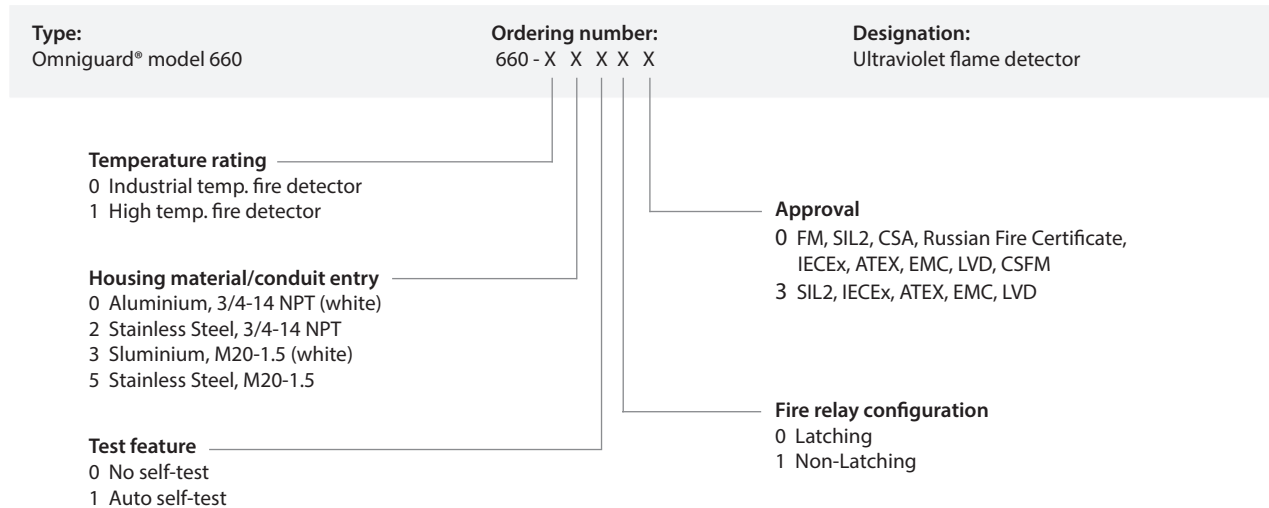 Type:
Omniguard® model 660
Ordering number:
660 - X X X X X
Designation:
Ultraviolet flame detector
Temperature rating
0 Industrial temp. fire detector
1 High temp. fire detector
Housing material/conduit entry
0 Aluminium, 3/4-14 NPT (white)
2 Stainless Steel, 3/4-14 NPT
3 Sluminium, M20-1.5 (white)
5 Stainless Steel, M20-1.5
Test feature
0 No self-test
1 Auto self-test
Approval
0 FM, SIL2, CSA, Russian Fire Certificate,
IECEx, ATEX, EMC, LVD, CSFM
3 SIL2, IECEx, ATEX, EMC, LVD
Fire relay configuration
0 Latching
1 Non-Latching